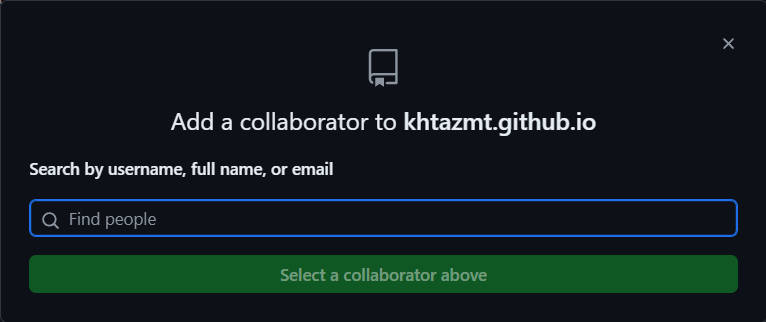 Add a collaborator to khtazmt.github.io
Search by username, full name, or email
Find people
Select a collaborator above